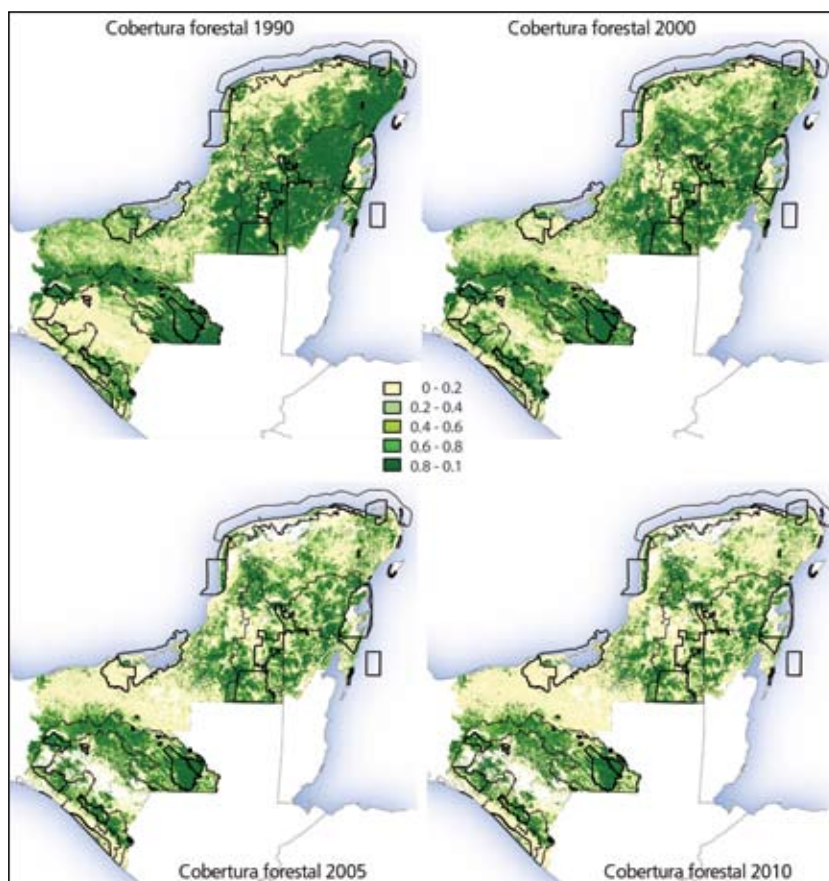 Cobertura forestal 1990
Cobertura forestal 2000
0 - 0.2
0.2 - 0.4
0.4 - 0.6
0.6 - 0.8
0.8 - 0.1
Cobertura forestal 2005
Cobertura forestal 2010